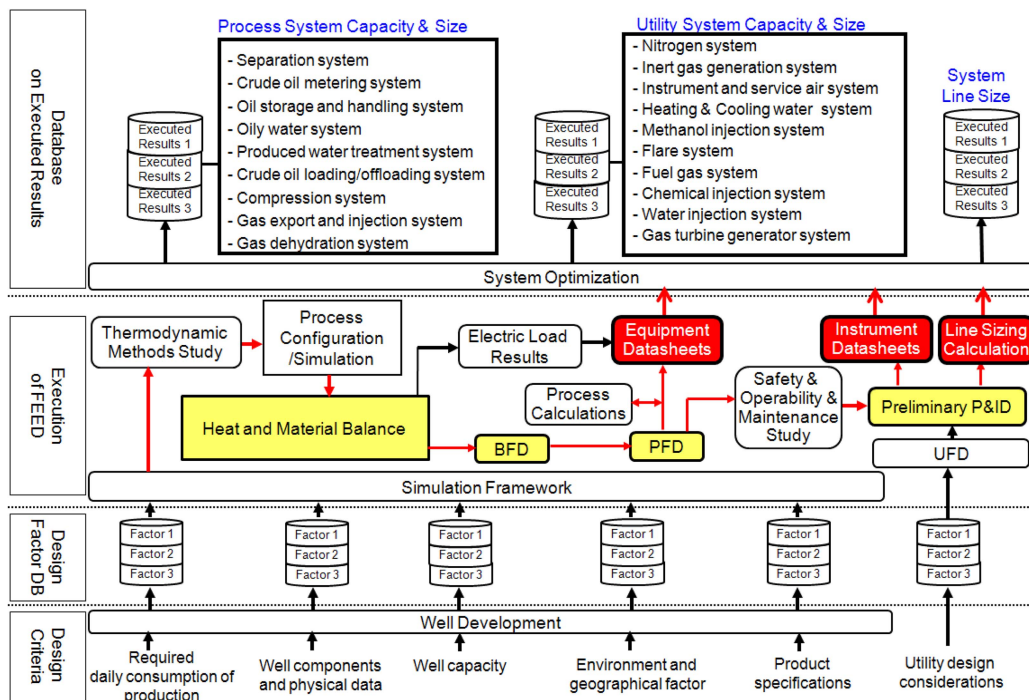 Database
on Executed Results
Process System Capacity & Size
- Separation system
- Crude oil metering system
- Oil storage and handling system
- Oily water system
- Produced water treatment system
- Crude oil loading/offloading system
- Compression system
- Gas export and injection system
- Gas dehydration system
Executed
Results 1
Executed
Results 2
Executed
Results 3
Utility System Capacity & Size
- Nitrogen system
- Inert gas generation system
- Instrument and service air system
- Heating & Cooling water system
- Methanol injection system
- Flare system
- Fuel gas system
- Chemical injection system
- Water injection system
- Gas turbine generator system
Executed
Results 1
Executed
Results 2
Executed
Results 3
System
Line Size
Executed
Results 1
Executed
Results 2
Executed
Results 3
System Optimization
Execution
of FEED
Thermodynamic
Methods Study
Process
Configuration
/Simulation
Electric Load
Results
Equipment
Datasheets
Instrument
Datasheets
Line Sizing
Calculation
Process
Calculations
Safety &
Operability &
Maintenance
Study
Preliminary P&ID
Heat and Material Balance
BFD
PFD
UFD
Simulation Framework
Design
Factor DB
Factor 1
Factor 2
Factor 3
Factor 1
Factor 2
Factor 3
Factor 1
Factor 2
Factor 3
Factor 1
Factor 2
Factor 3
Factor 1
Factor 2
Factor 3
Factor 1
Factor 2
Factor 3
Design
Criteria
Well Development
Required
daily consumption of
production
Well components
and physical data
Well capacity
Environment and
geographical factor
Product
specifications
Utility design
considerations